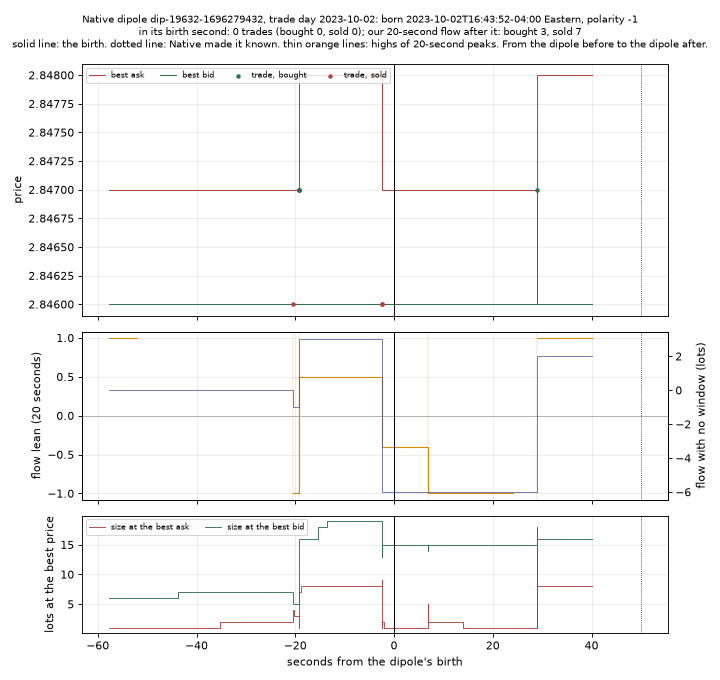 Native dipole dip-19632-1696279432, trade day 2023-10-02: born 2023-10-02T16:43:52-04:00 Eastern, polarity -1
in its birth second: 0 trades (bought 0, sold 0); our 20-second flow after it: bought 3, sold 7
solid line: the birth. dotted line: Native made it known. thin orange lines: highs of 20-second peaks. From the dipole before to the dipole after.
best ask
best bid
trade, bought
trade, sold
2.84800
2.84775
2.84750
2.84725
2.84700
2.84675
2.84650
2.84625
2.84600
price
1.0
0.5
0.0
−0.5
−1.0
flow lean (20 seconds)
2
0
−2
−4
−6
flow with no window (lots)
size at the best ask
size at the best bid
15
10
5
lots at the best price
−60
−40
−20
0
20
40
seconds from the dipole's birth